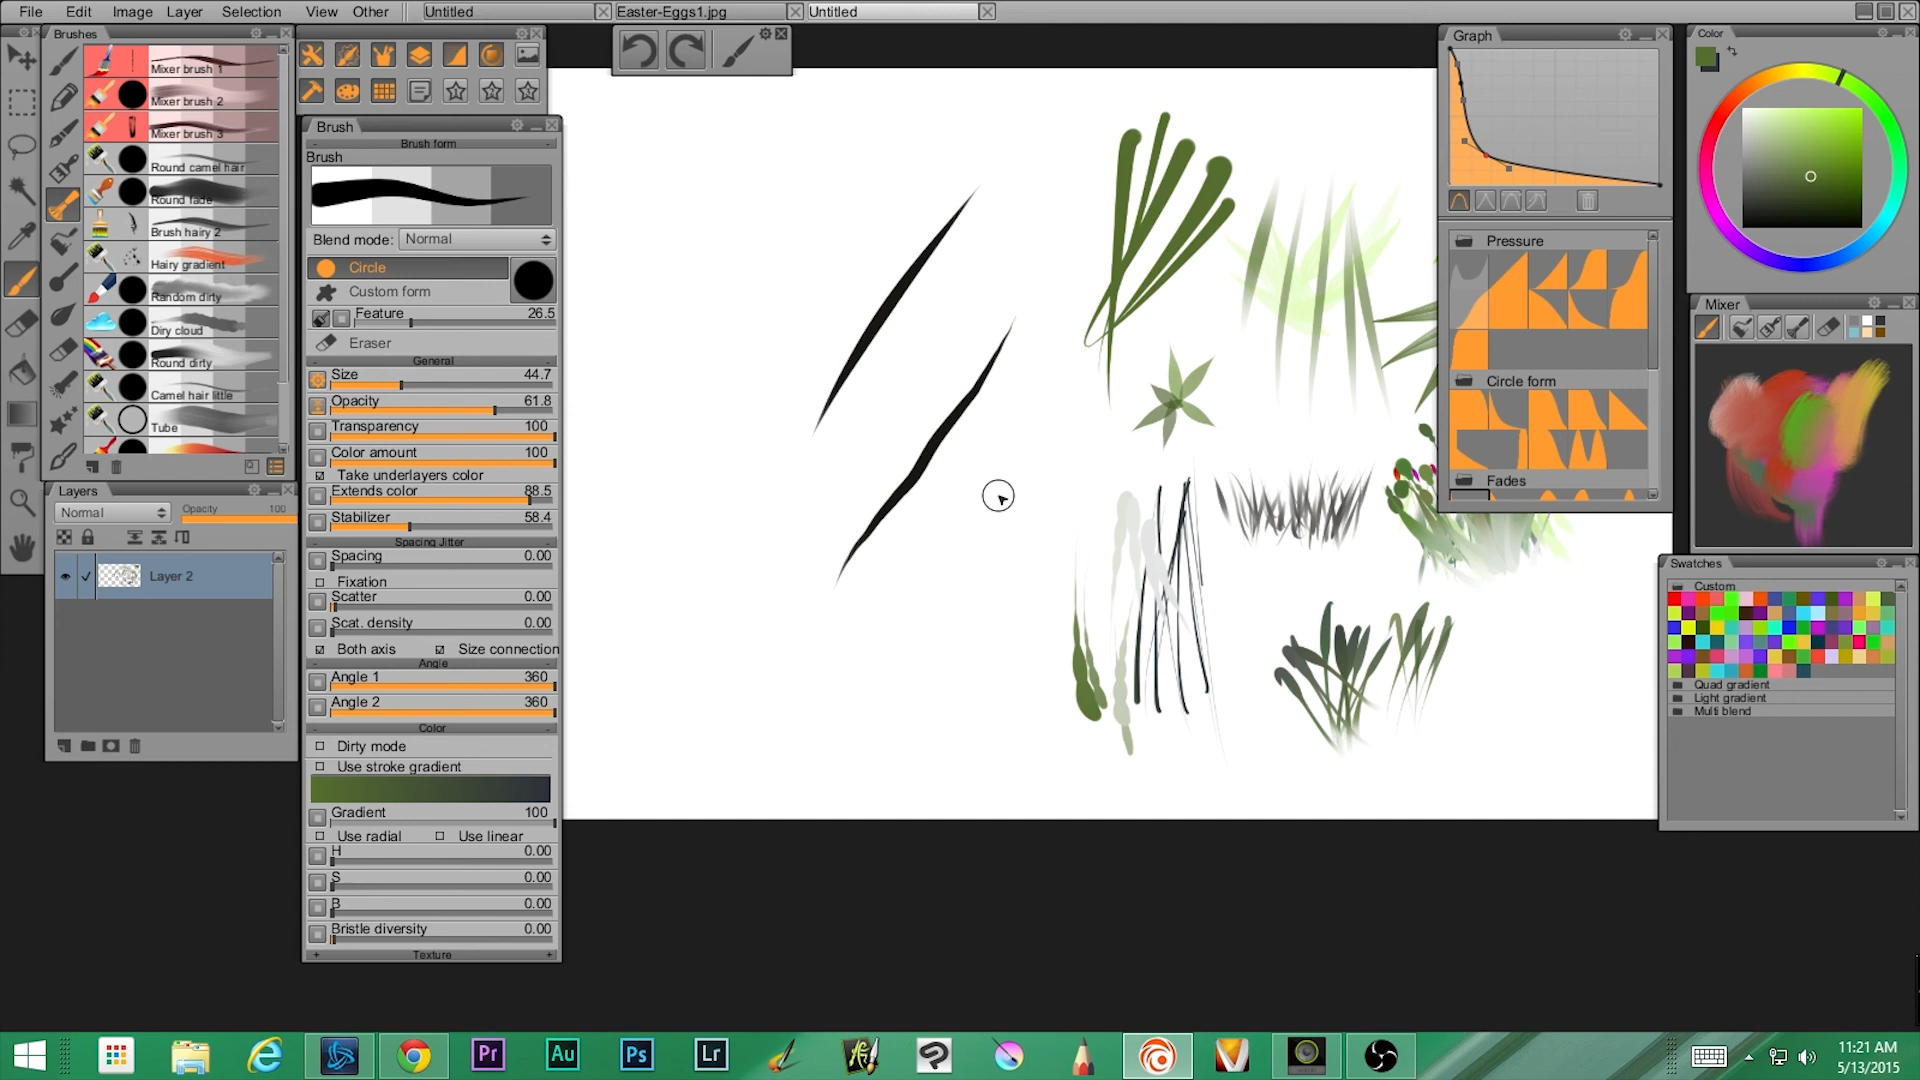 File Edit Image Layer Selection View Other
Untitled
Easter-Eggs1.jpg
Untitled
Brushes
Mixer brush 1
Mixer brush 2
Mixer brush 3
Round camel hair
Round fade
Brush hairy 2
Hairy gradient
Random dirty
Diry cloud
Round dirty
Camel hair little
Tube
Layers
Normal
Opacity 100
Layer 2
Brush
Brush form
Brush
Blend mode: Normal
Circle
Custom form
Feature 26.5
Eraser
General
Size 44.7
Opacity 61.8
Transparency 100
Color amount 100
Take underlayers color
Extends color 88.5
Stabilizer 58.4
Spacing Jitter
Spacing 0.00
Fixation
Scatter 0.00
Scat. density 0.00
Both axis Size connection
Angle
Angle 1 360
Angle 2 360
Color
Dirty mode
Use stroke gradient
Gradient 100
Use radial Use linear
H 0.00
S 0.00
B 0.00
Bristle diversity 0.00
+ Texture +
Graph
Pressure
Circle form
Fades
Color
Mixer
Swatches
Custom
Quad gradient
Light gradient
Multi blend
Pr
Au
Ps
Lr
11:21 AM
5/13/2015